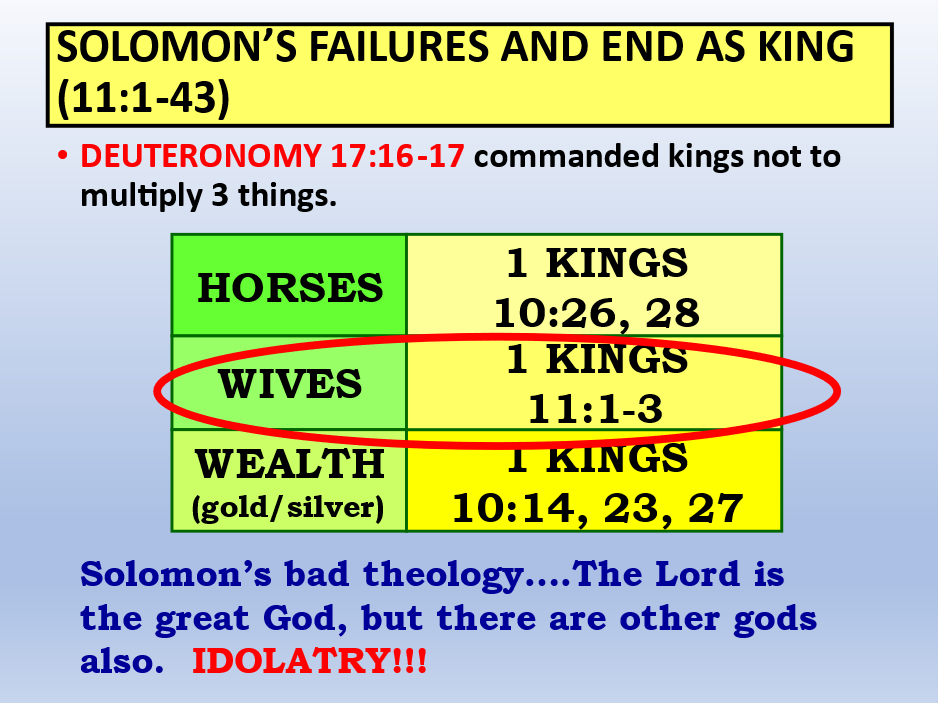 SOLOMON’S FAILURES AND END AS KING
(11:1-43)
• DEUTERONOMY 17:16-17 commanded kings not to
multiply 3 things.
HORSES
1 KINGS
10:26, 28
WIVES
1 KINGS
11:1-3
WEALTH
(gold/silver)
1 KINGS
10:14, 23, 27
Solomon’s bad theology....The Lord is
the great God, but there are other gods
also. IDOLATRY!!!